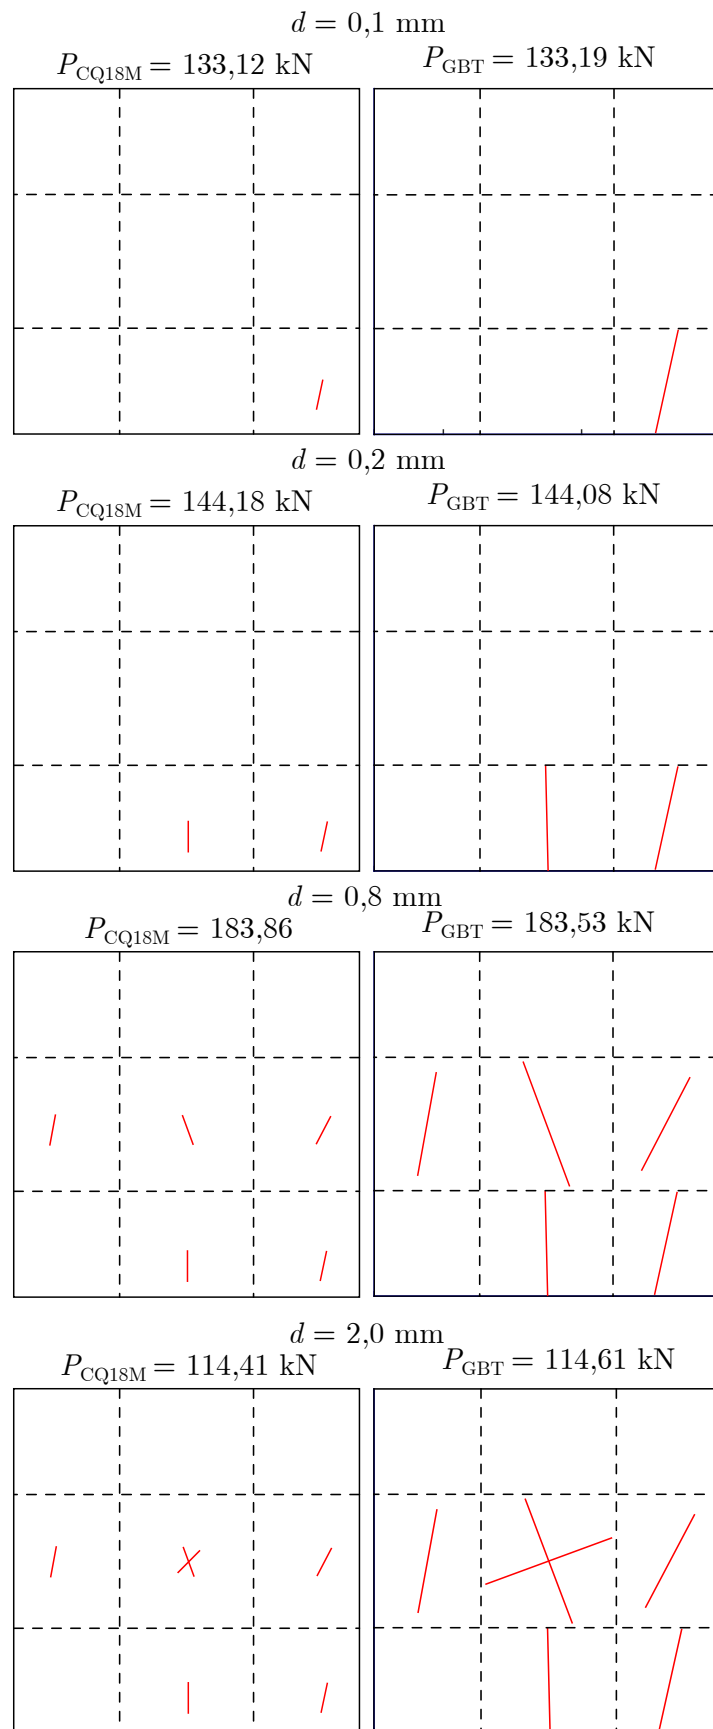 d = 0,1 mm
P_CQ18M = 133,12 kN
P_GBT = 133,19 kN
d = 0,2 mm
P_CQ18M = 144,18 kN
P_GBT = 144,08 kN
d = 0,8 mm
P_CQ18M = 183,86
P_GBT = 183,53 kN
d = 2,0 mm
P_CQ18M = 114,41 kN
P_GBT = 114,61 kN